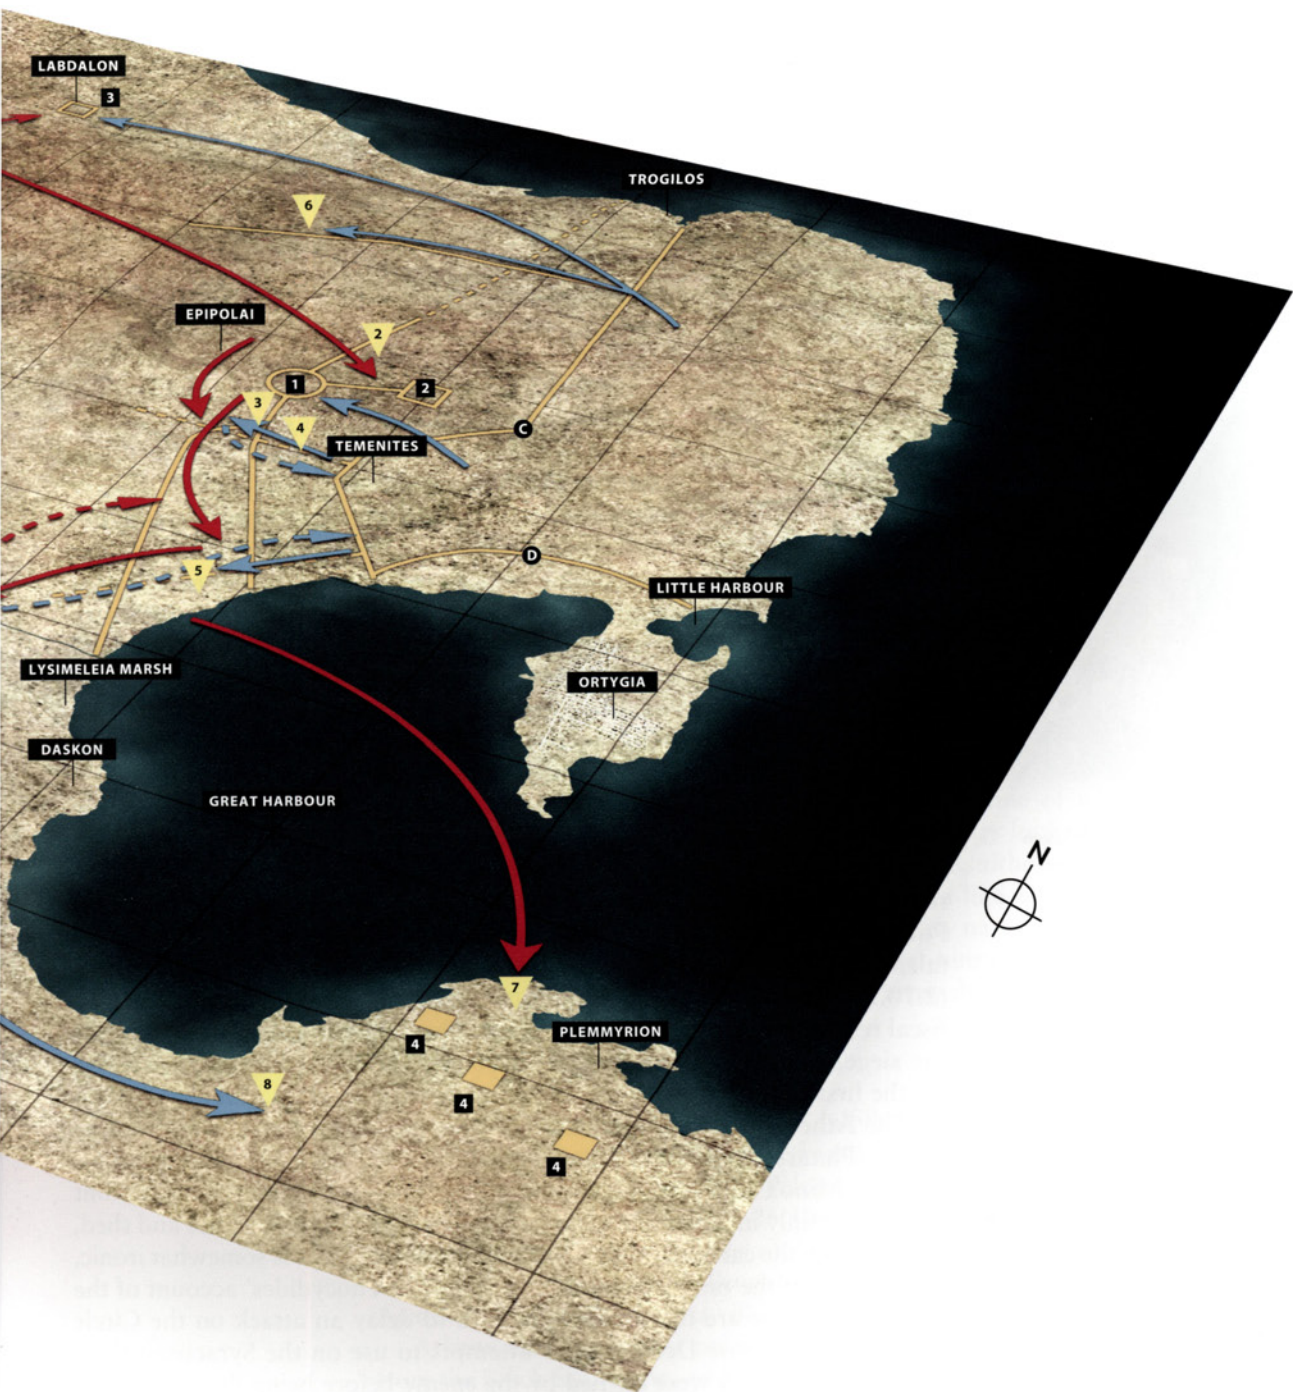 LABDALON
3
TROGILOS
6
EPIPOLAI
2
1
2
3
4
TEMENITES
C
5
D
LITTLE HARBOUR
LYSIMELEIA MARSH
ORTYGIA
DASKON
GREAT HARBOUR
N
7
4
PLEMMYRION
8
4
4